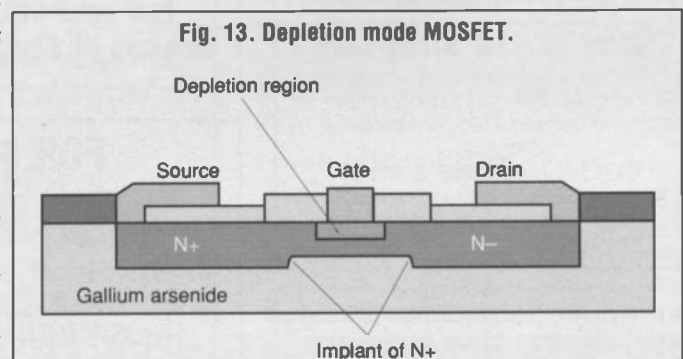 Fig. 13. Depletion mode MOSFET.
Depletion region
Source Gate Drain
N+ N–
Gallium arsenide
Implant of N+